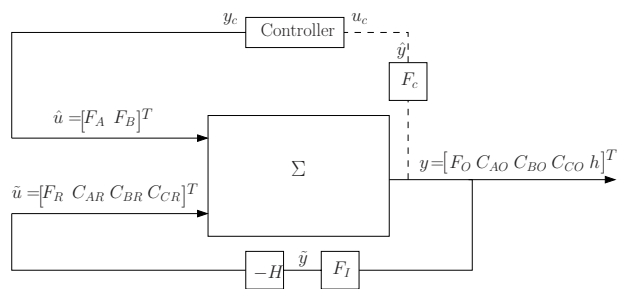 y_c Controller u_c
ŷ
F_c
û=[F_A F_B]^T
Σ
y=[F_O C_AO C_BO C_CO h]^T
ũ=[F_R C_AR C_BR C_CR]^T
−H ỹ F_I